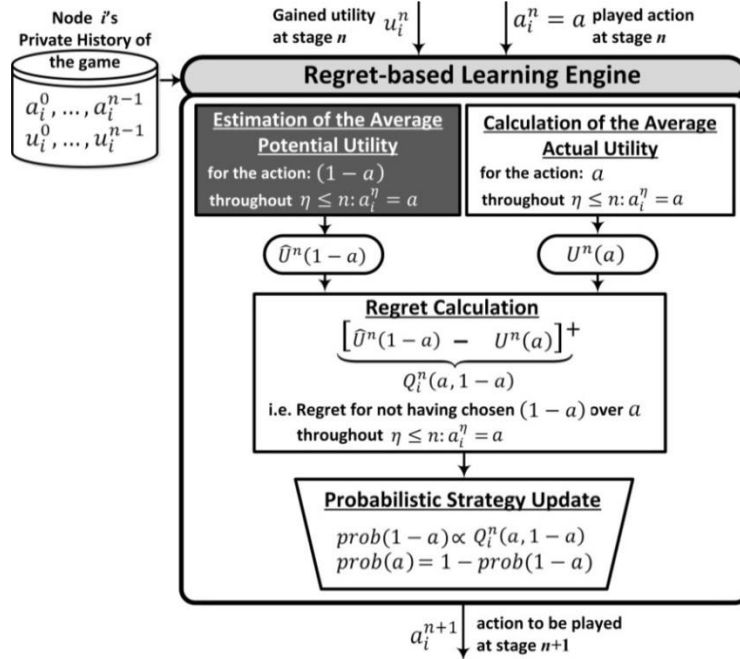 Node i's
Private History of
the game
a_i^0, ..., a_i^{n-1}
u_i^0, ..., u_i^{n-1}
Gained utility
at stage n
u_i^n
a_i^n = a played action
at stage n
Regret-based Learning Engine
Estimation of the Average
Potential Utility
for the action: (1 − a)
throughout η ≤ n: a_i^η = a
Calculation of the Average
Actual Utility
for the action: a
throughout η ≤ n: a_i^η = a
Û^n(1 − a)
U^n(a)
Regret Calculation
[Û^n(1 − a) − U^n(a)]^+
Q_i^n(a, 1 − a)
i.e. Regret for not having chosen (1 − a) over a
throughout η ≤ n: a_i^η = a
Probabilistic Strategy Update
prob(1 − a) ∝ Q_i^n(a, 1 − a)
prob(a) = 1 − prob(1 − a)
a_i^{n+1}
action to be played
at stage n+1